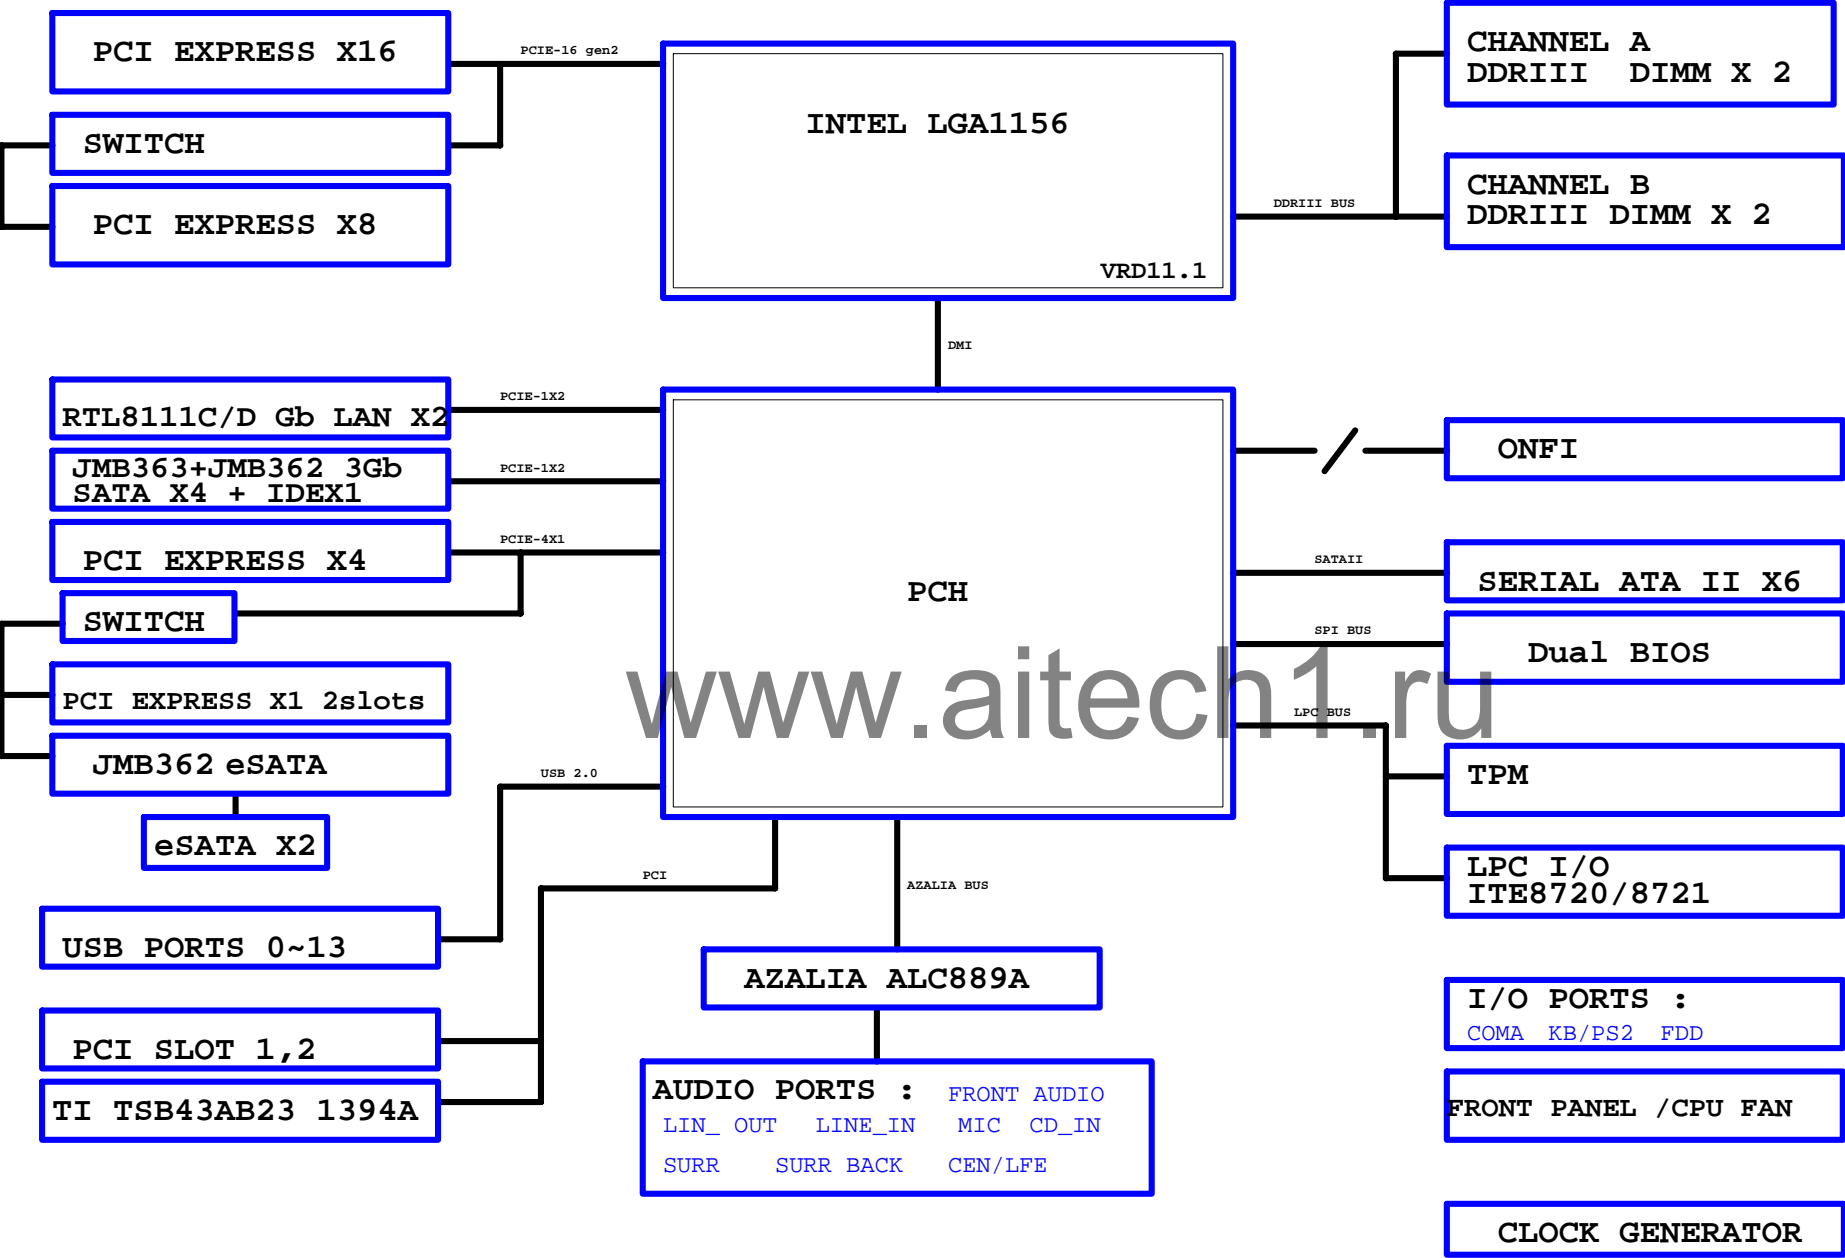 PCI EXPRESS X16
PCIE-16 gen2
SWITCH
PCI EXPRESS X8
INTEL LGA1156
VRD11.1
CHANNEL A
DDRIII DIMM X 2
DDRIII BUS
CHANNEL B
DDRIII DIMM X 2
DMI
RTL8111C/D Gb LAN X2
PCIE-1X2
JMB363+JMB362 3Gb
SATA X4 + IDEX1
PCIE-1X2
PCI EXPRESS X4
PCIE-4X1
SWITCH
PCI EXPRESS X1 2slots
JMB362 eSATA
eSATA X2
PCH
ONFI
SATAII
SERIAL ATA II X6
SPI BUS
Dual BIOS
www.aitech1.ru
LPC BUS
TPM
LPC I/O
ITE8720/8721
USB 2.0
USB PORTS 0~13
PCI
PCI SLOT 1,2
TI TSB43AB23 1394A
AZALIA BUS
AZALIA ALC889A
AUDIO PORTS : FRONT AUDIO
LIN_ OUT LINE_IN MIC CD_IN
SURR SURR BACK CEN/LFE
I/O PORTS :
COMA KB/PS2 FDD
FRONT PANEL /CPU FAN
CLOCK GENERATOR